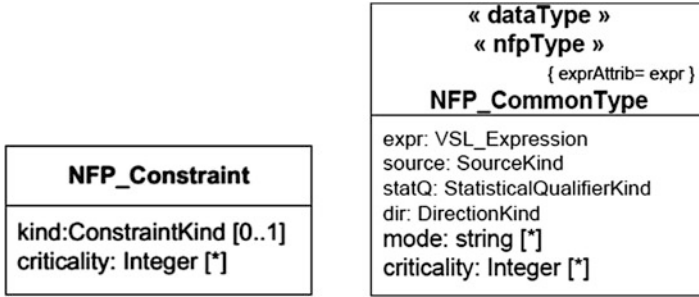 NFP_Constraint
kind:ConstraintKind [0..1]
criticality: Integer [*]
« dataType »
« nfpType »
{ exprAttrib= expr }
NFP_CommonType
expr: VSL_Expression
source: SourceKind
statQ: StatisticalQualifierKind
dir: DirectionKind
mode: string [*]
criticality: Integer [*]